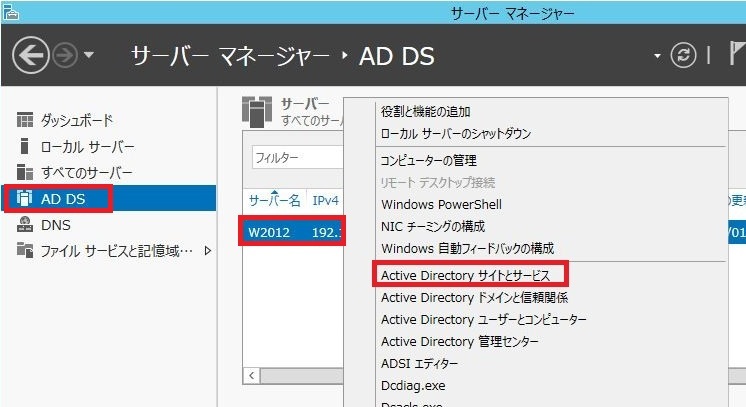 サーバー マネージャー
サーバー マネージャー ・ AD DS
ダッシュボード
ローカル サーバー
すべてのサーバー
AD DS
DNS
ファイル サービスと記憶域…
サーバー
すべてのサー
フィルター
サーバー名 IPv4
W2012 192.
役割と機能の追加
ローカル サーバーのシャットダウン
コンピューターの管理
リモート デスクトップ接続
Windows PowerShell
NIC チーミングの構成
Windows 自動フィードバックの構成
Active Directory サイトとサービス
Active Directory ドメインと信頼関係
Active Directory ユーザーとコンピューター
Active Directory 管理センター
ADSI エディター
Dcdiag.exe
Dsacls.exe
の更
/01